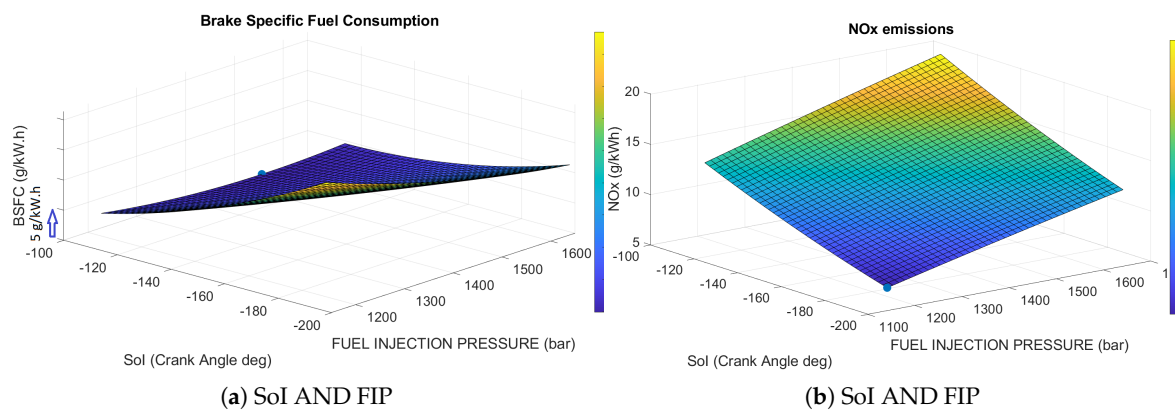 Brake Specific Fuel Consumption
BSFC (g/kW.h)
5 g/kW.h
-100
-120
-140
-160
-180
-200
1200
1300
1400
1500
1600
SoI (Crank Angle deg)
FUEL INJECTION PRESSURE (bar)
(a) SoI AND FIP
NOx emissions
NOx (g/kWh)
20
15
10
5
-100
-120
-140
-160
-180
-200
1100
1200
1300
1400
1500
1600
1
SoI (Crank Angle deg)
FUEL INJECTION PRESSURE (bar)
(b) SoI AND FIP